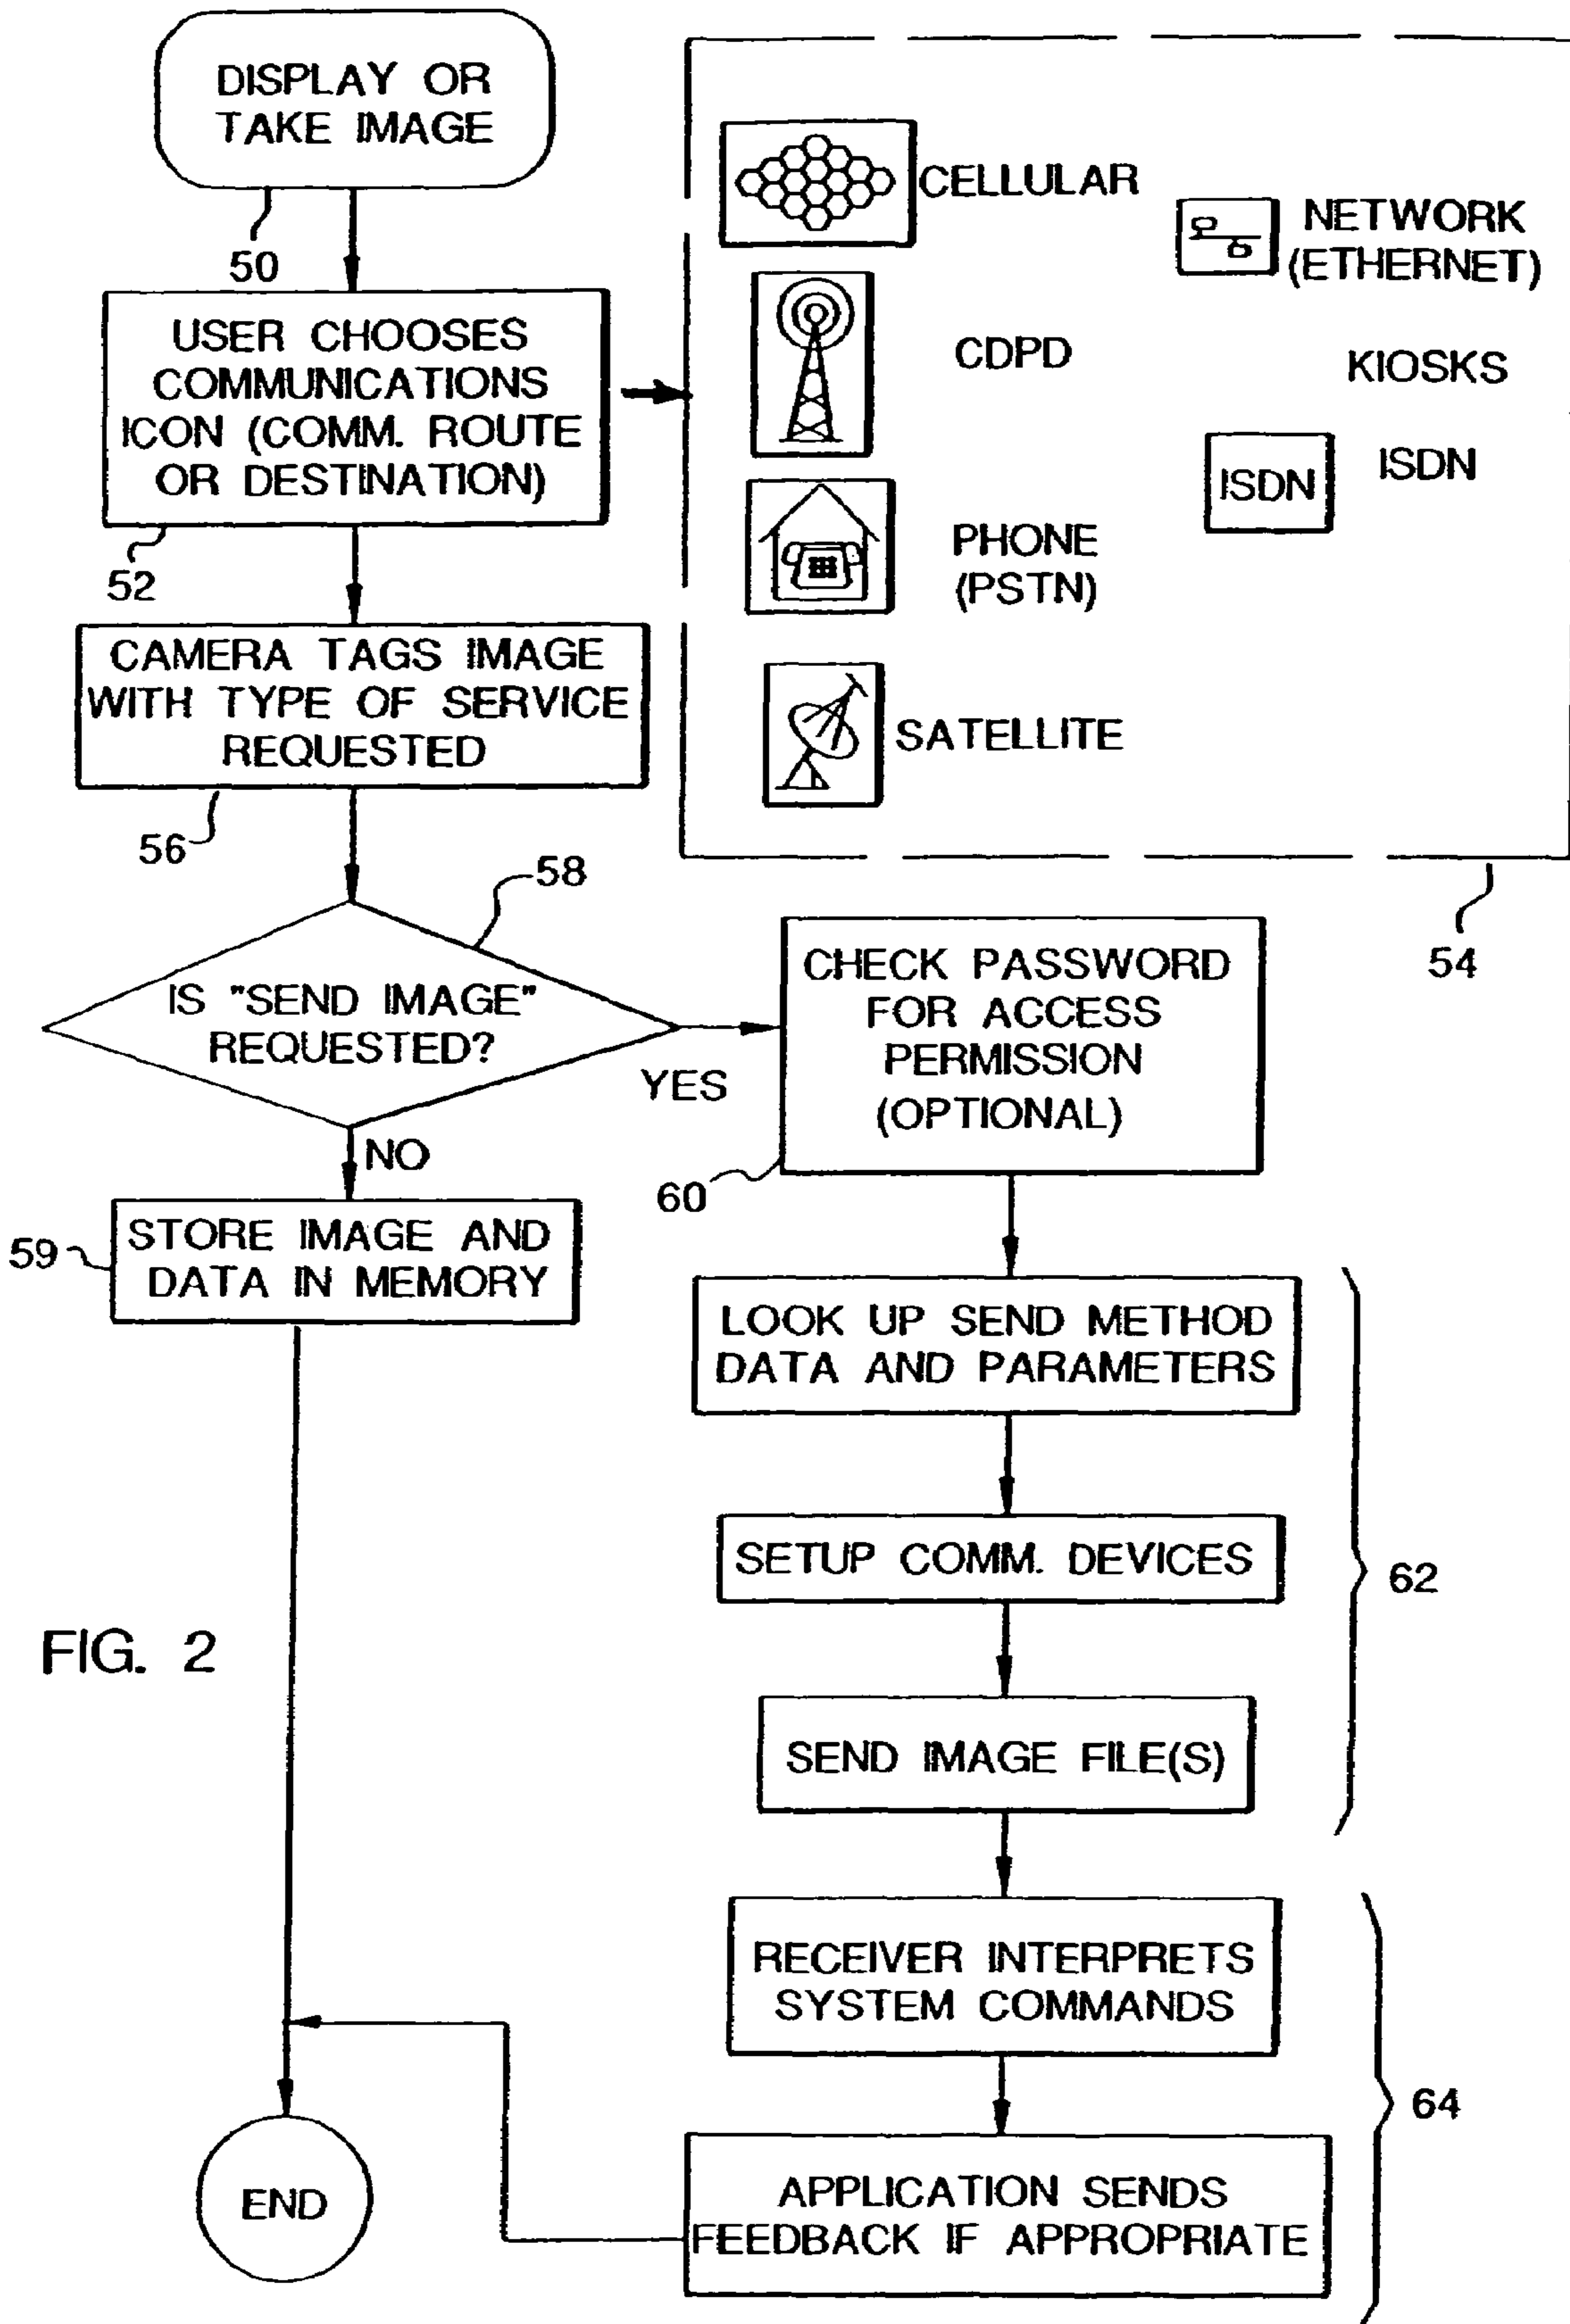 DISPLAY OR
TAKE IMAGE
50
USER CHOOSES
COMMUNICATIONS
ICON (COMM. ROUTE
OR DESTINATION)
52
CELLULAR
NETWORK
(ETHERNET)
CDPD
KIOSKS
ISDN
ISDN
PHONE
(PSTN)
SATELLITE
54
CAMERA TAGS IMAGE
WITH TYPE OF SERVICE
REQUESTED
56
58
IS "SEND IMAGE"
REQUESTED?
YES
NO
STORE IMAGE AND
DATA IN MEMORY
59
CHECK PASSWORD
FOR ACCESS
PERMISSION
(OPTIONAL)
60
LOOK UP SEND METHOD
DATA AND PARAMETERS
SETUP COMM. DEVICES
62
SEND IMAGE FILE(S)
FIG. 2
RECEIVER INTERPRETS
SYSTEM COMMANDS
64
APPLICATION SENDS
FEEDBACK IF APPROPRIATE
END